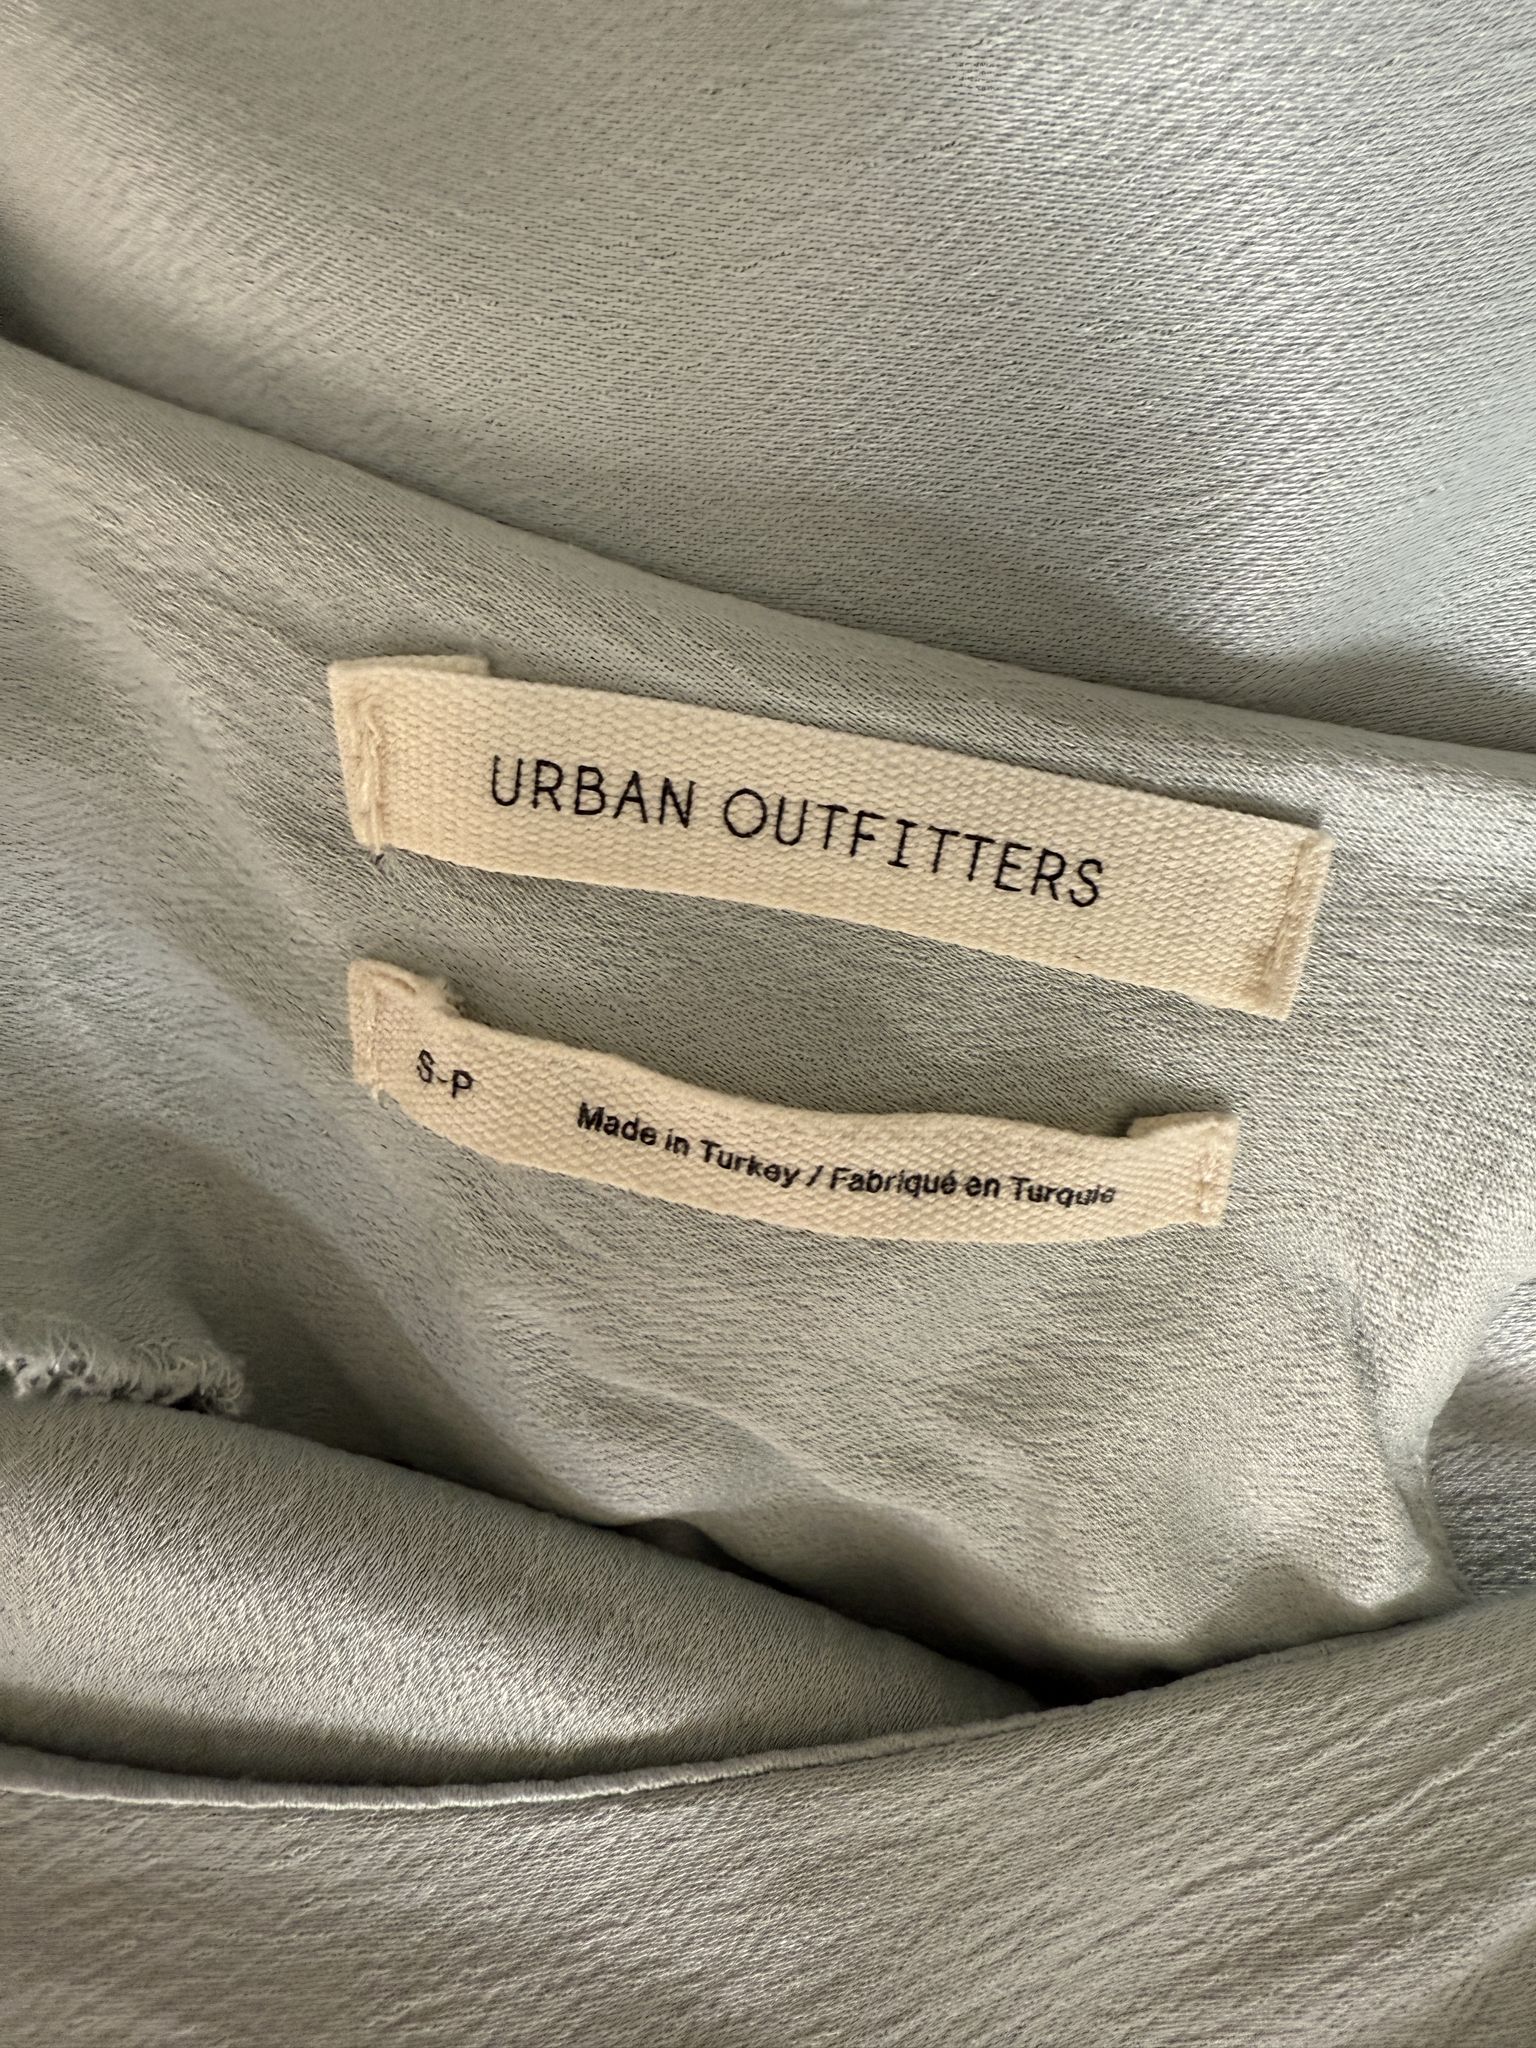 URBAN OUTFITTERS
S-P
Made in Turkey / Fabriqué en Turquie